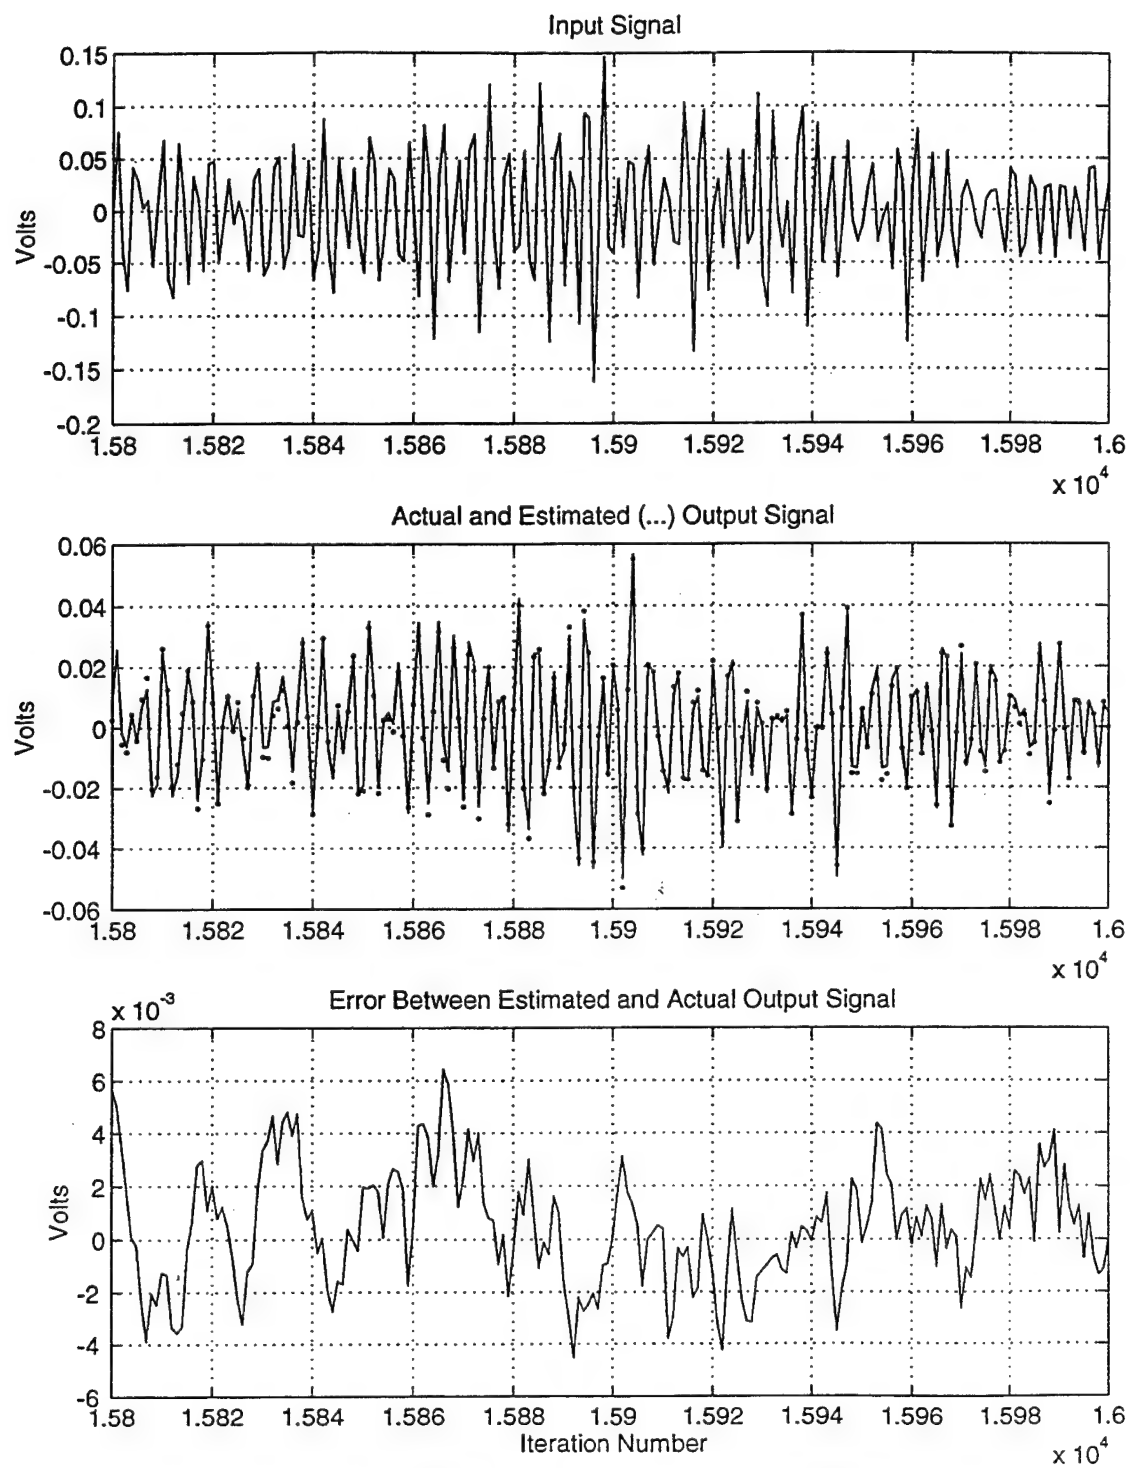 Input Signal
0.15
0.1
0.05
0
-0.05
-0.1
-0.15
-0.2
Volts
1.58 1.582 1.584 1.586 1.588 1.59 1.592 1.594 1.596 1.598 1.6
x 10^4
Actual and Estimated (...) Output Signal
0.06
0.04
0.02
0
-0.02
-0.04
-0.06
Volts
1.58 1.582 1.584 1.586 1.588 1.59 1.592 1.594 1.596 1.598 1.6
x 10^4
x 10^-3
Error Between Estimated and Actual Output Signal
8
6
4
2
0
-2
-4
-6
Volts
1.58 1.582 1.584 1.586 1.588 1.59 1.592 1.594 1.596 1.598 1.6
Iteration Number
x 10^4